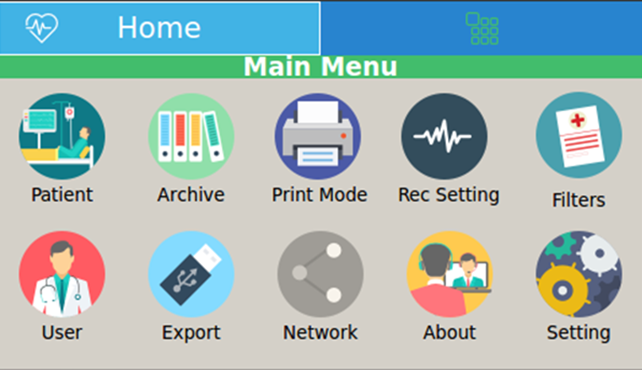 Home
Main Menu
Patient Archive Print Mode Rec Setting Filters
User Export Network About Setting